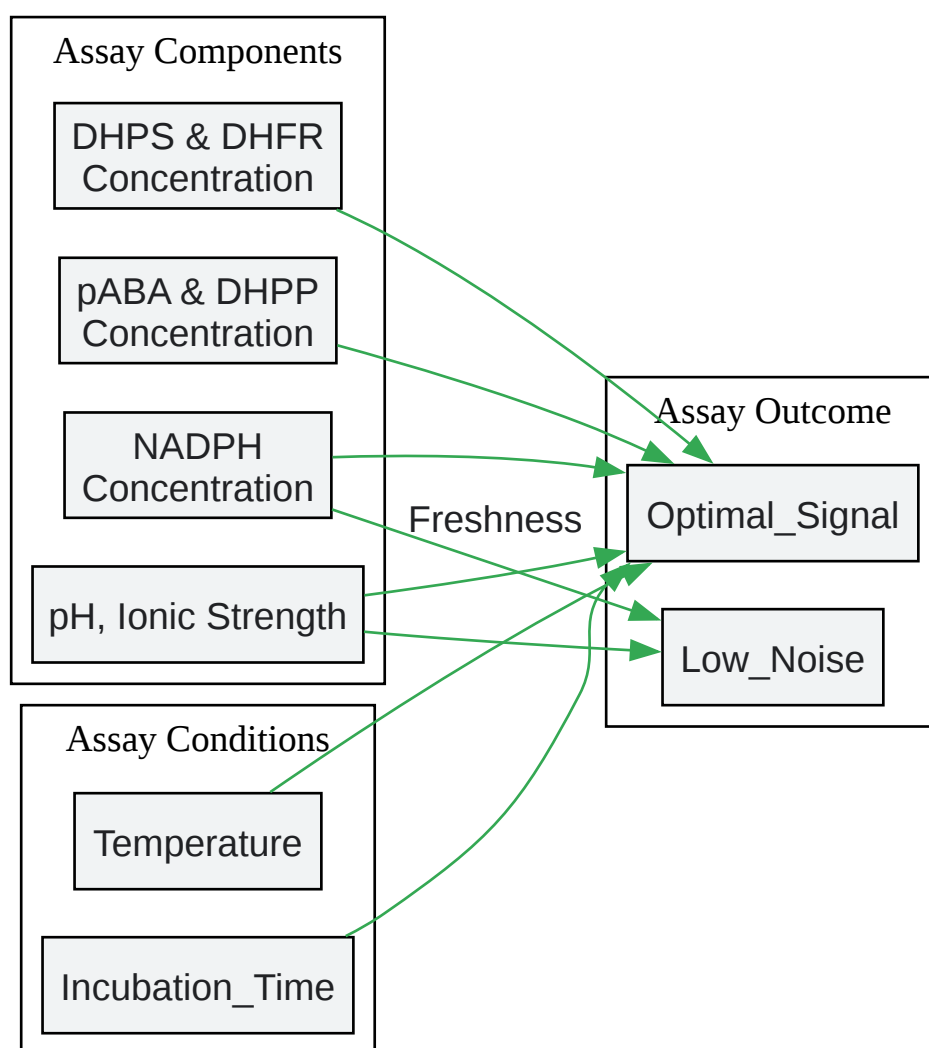 Assay Components
DHPS & DHFR
Concentration
pABA & DHPP
Concentration
NADPH
Concentration
pH, Ionic Strength
Assay Conditions
Temperature
Incubation_Time
Freshness
Assay Outcome
Optimal_Signal
Low_Noise